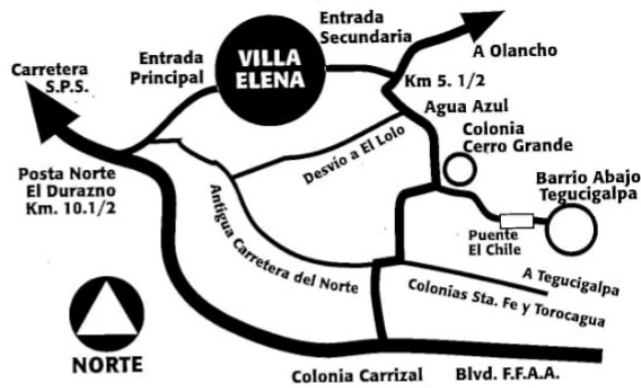 Entrada
Secundaria
A Olancho
Entrada
Principal
VILLA
ELENA
Carretera
S.P.S.
Km 5. 1/2
Agua Azul
Colonia
Cerro Grande
Desvio a El Lolo
Barrio Abajo
Tegucigalpa
Posta Norte
El Durazno
Km. 10.1/2
Puente
El Chile
Antigua Carretera del Norte
A Tegucigalpa
Colonias Sta. Fe y Torocagua
NORTE
Colonia Carrizal
Blvd. F.F.A.A.